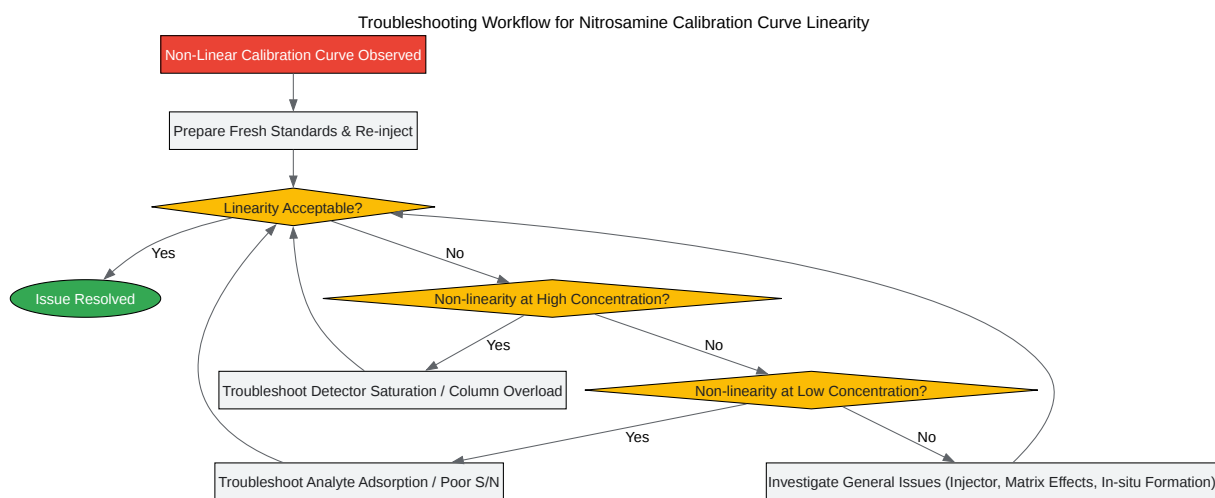 Troubleshooting Workflow for Nitrosamine Calibration Curve Linearity
Non-Linear Calibration Curve Observed
Prepare Fresh Standards & Re-inject
Linearity Acceptable?
Yes
No
Issue Resolved
Non-linearity at High Concentration?
Yes
No
Troubleshoot Detector Saturation / Column Overload
Non-linearity at Low Concentration?
Yes
No
Troubleshoot Analyte Adsorption / Poor S/N
Investigate General Issues (Injector, Matrix Effects, In-situ Formation)